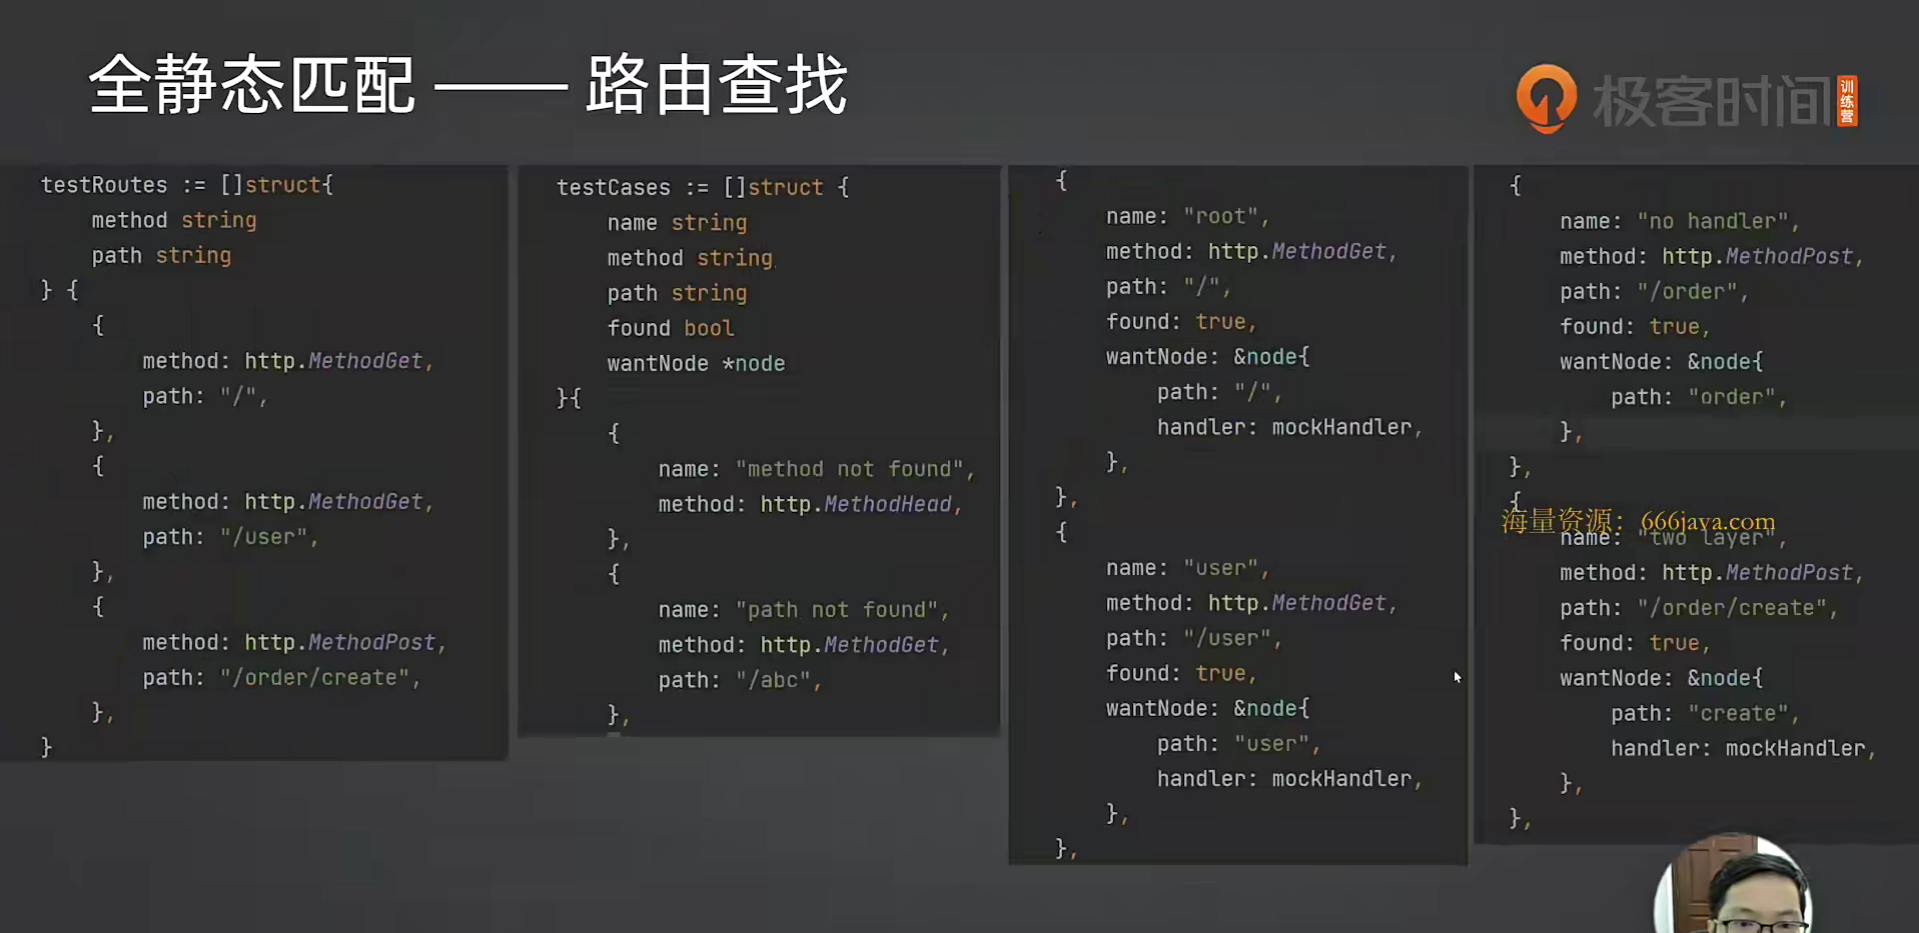 全静态匹配 —— 路由查找
极客时间
训练营
testRoutes := []struct{
method string
path string
} {
{
method: http.MethodGet,
path: "/",
},
{
method: http.MethodGet,
path: "/user",
},
{
method: http.MethodPost,
path: "/order/create",
},
}
testCases := []struct {
name string
method string
path string
found bool
wantNode *node
}{
{
name: "method not found",
method: http.MethodHead,
},
{
name: "path not found",
method: http.MethodGet,
path: "/abc",
},
{
name: "root",
method: http.MethodGet,
path: "/",
found: true,
wantNode: &node{
path: "/",
handler: mockHandler,
},
},
{
name: "user",
method: http.MethodGet,
path: "/user",
found: true,
wantNode: &node{
path: "user",
handler: mockHandler,
},
},
{
name: "no handler",
method: http.MethodPost,
path: "/order",
found: true,
wantNode: &node{
path: "order",
},
},
{
海量资源：666java.com
name: "two layer",
method: http.MethodPost,
path: "/order/create",
found: true,
wantNode: &node{
path: "create",
handler: mockHandler,
},
},